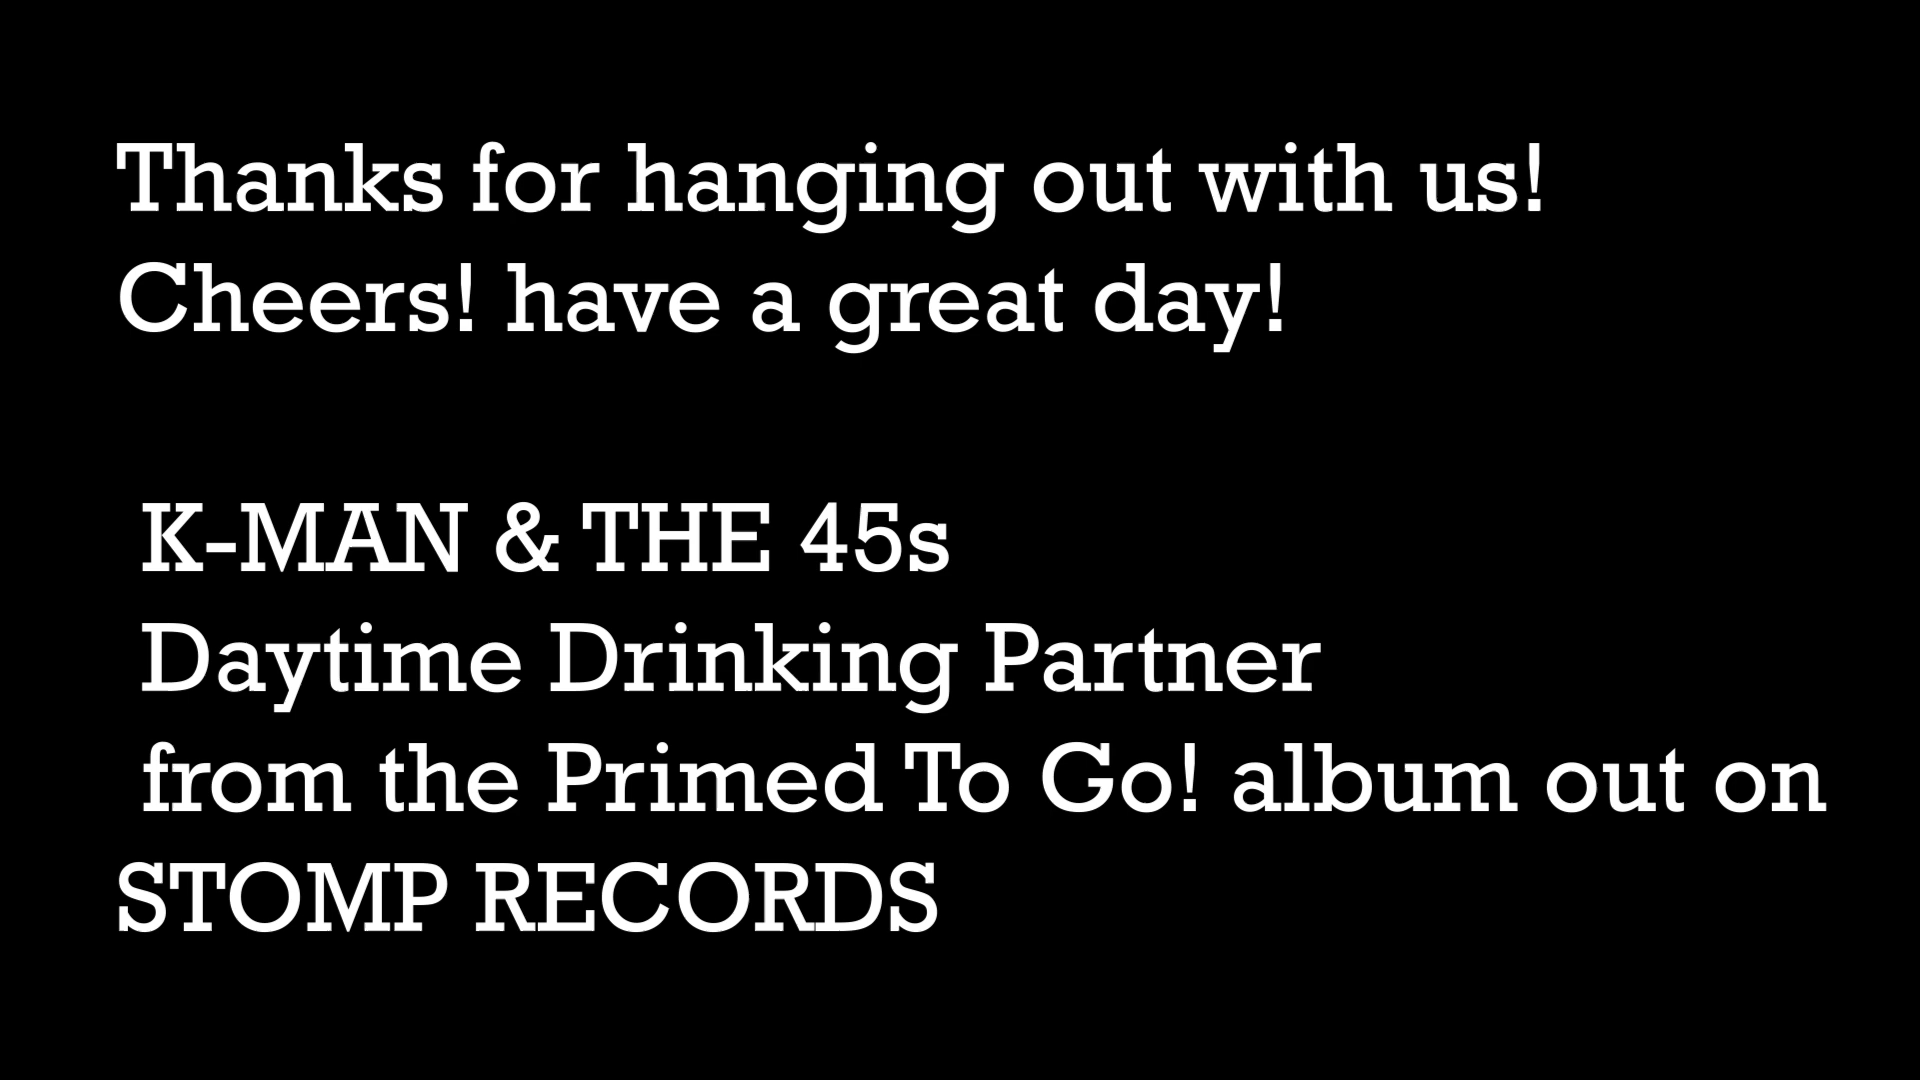 Thanks for hanging out with us!
Cheers! have a great day!
K-MAN & THE 45s
Daytime Drinking Partner
from the Primed To Go! album out on
STOMP RECORDS